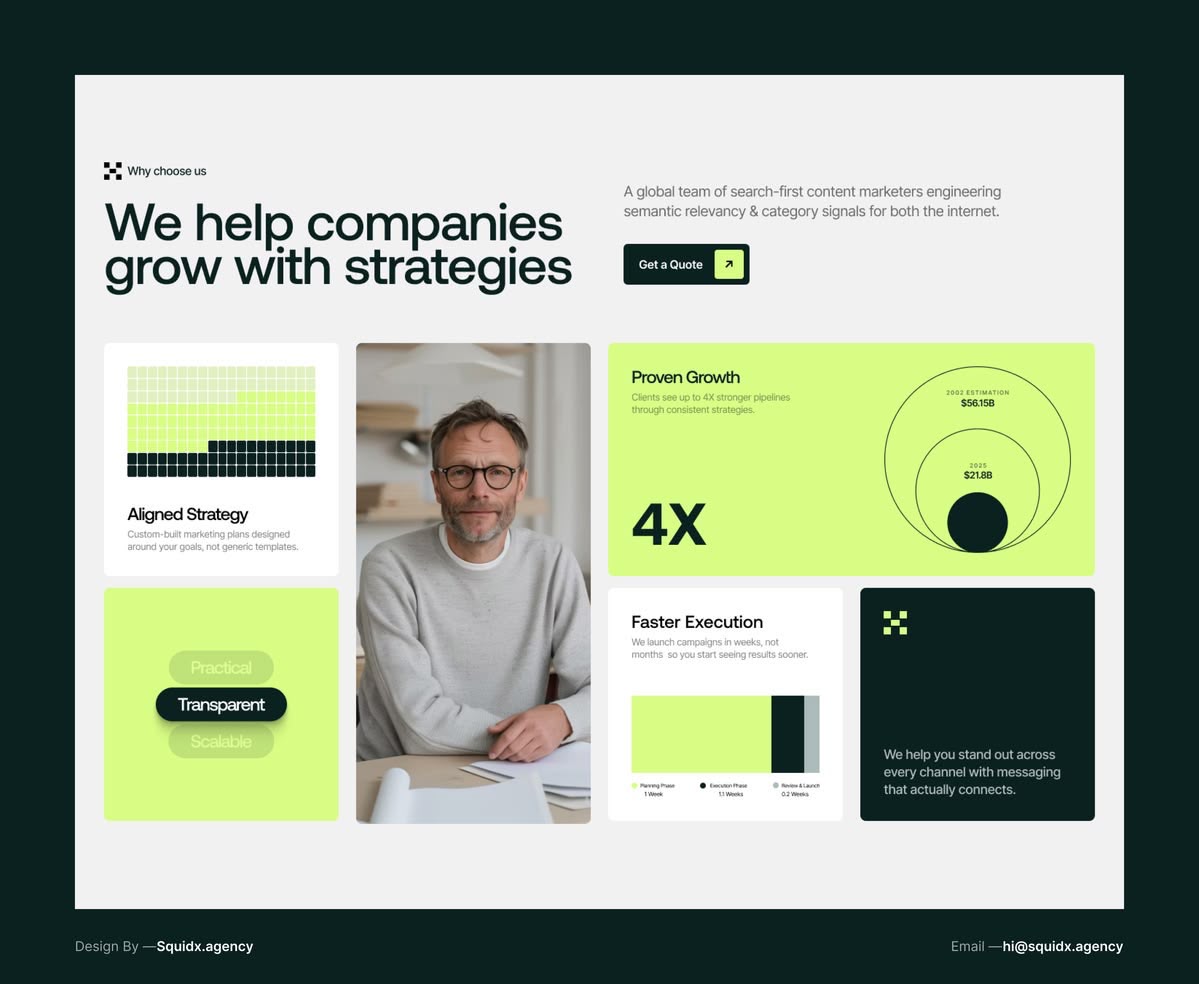 Why choose us
We help companies
grow with strategies
A global team of search-first content marketers engineering
semantic relevancy & category signals for both the internet.
Get a Quote
Aligned Strategy
Custom-built marketing plans designed
around your goals, not generic templates.
Proven Growth
Clients see up to 4X stronger pipelines
through consistent strategies.
4X
2002 ESTIMATION
$56.15B
2025
$21.8B
Practical
Transparent
Scalable
Faster Execution
We launch campaigns in weeks, not
months so you start seeing results sooner.
Planning Phase
1 Week
Execution Phase
1.1 Weeks
Review & Launch
0.2 Weeks
We help you stand out across
every channel with messaging
that actually connects.
Design By —Squidx.agency
Email —hi@squidx.agency